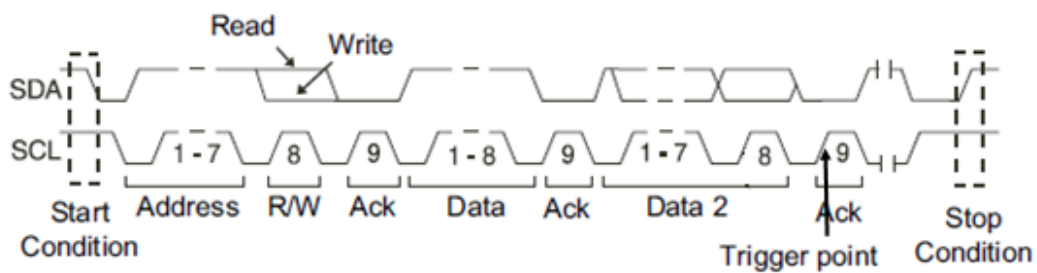 Read
Write
SDA
SCL
1 - 7
8
9
1 - 8
9
1 - 7
8
9
Start
Condition
Address
R/W
Ack
Data
Ack
Data 2
Ack
Trigger point
Stop
Condition